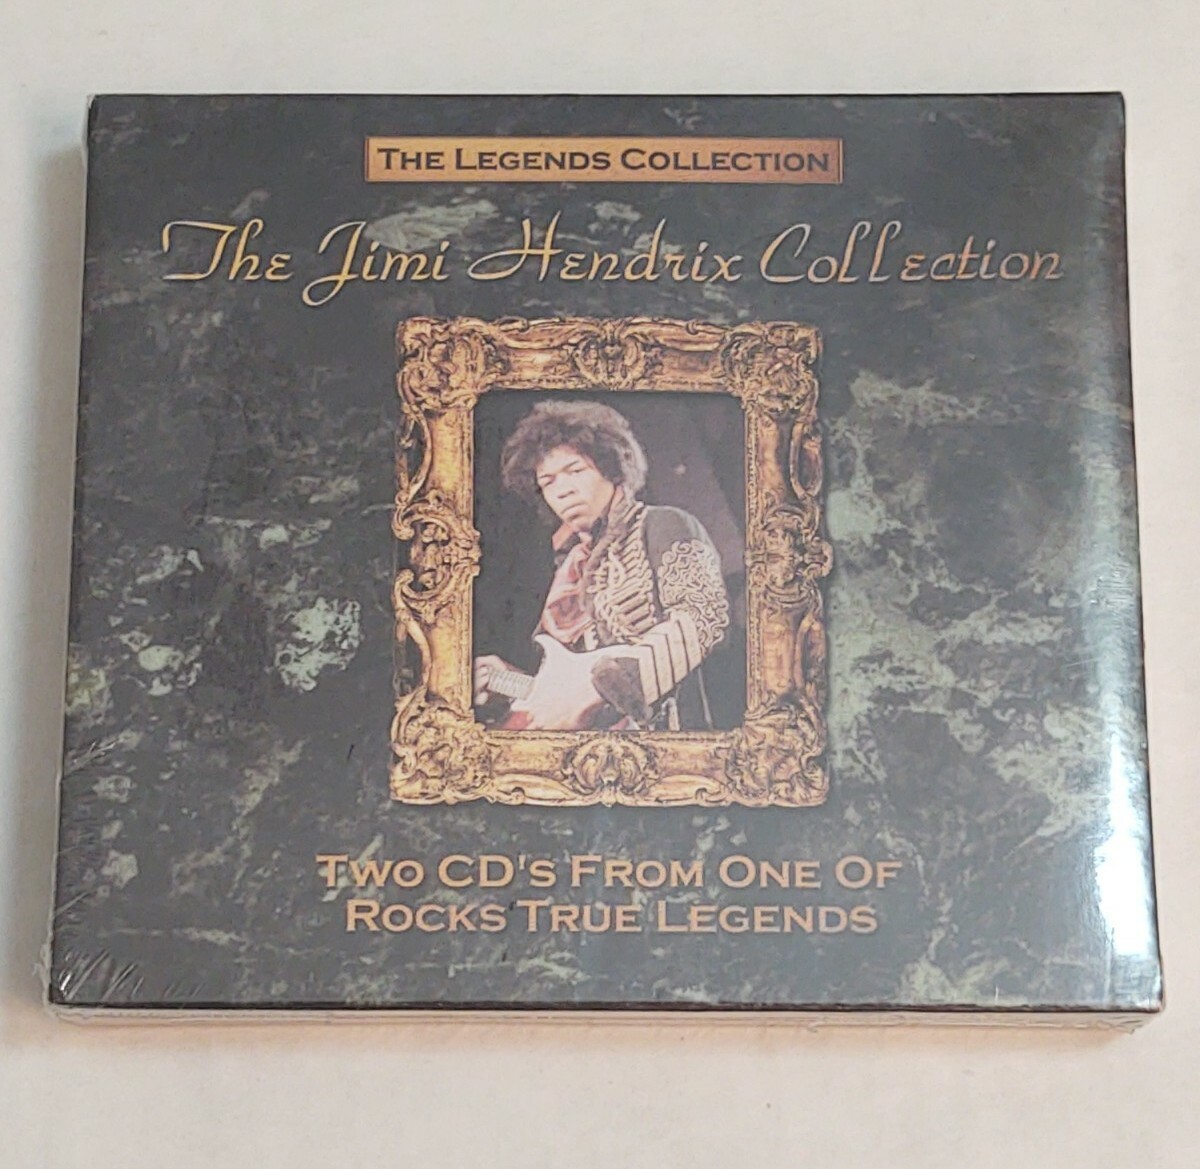 The Legends Collection
The Jimi Hendrix Collection
Two CD's From One Of
Rocks True Legends